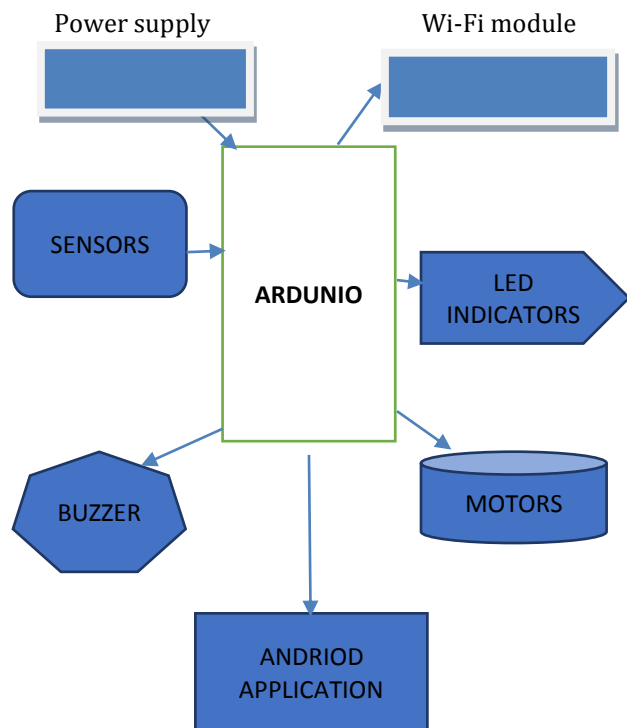 Power supply
Wi-Fi module
SENSORS
ARDUNIO
LED
INDICATORS
BUZZER
MOTORS
ANDRIOD
APPLICATION